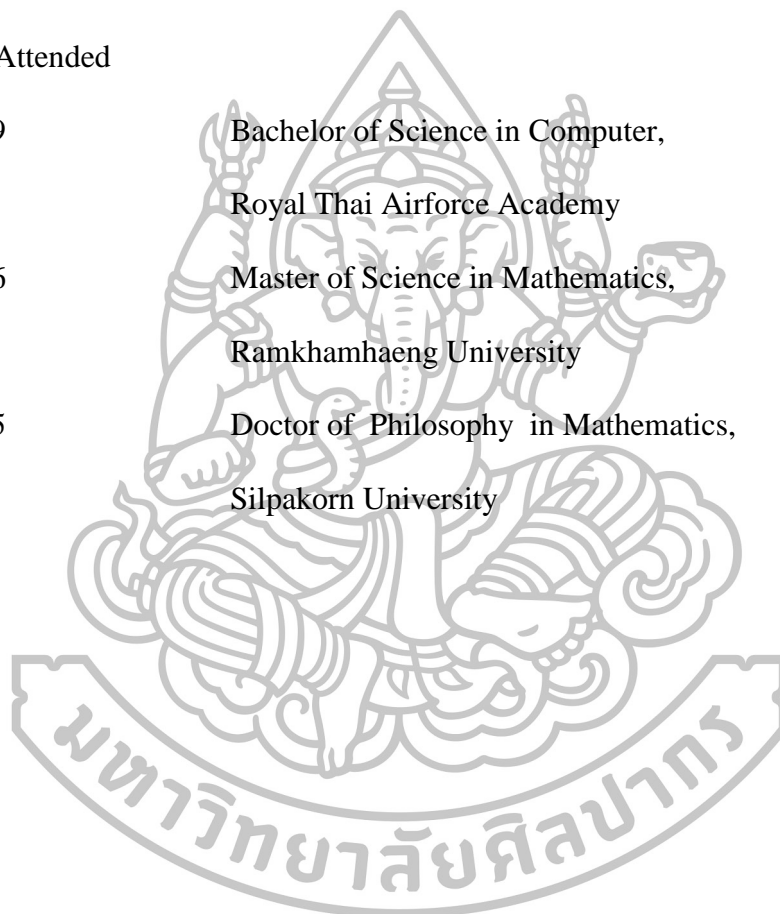 Attended
9 Bachelor of Science in Computer,
Royal Thai Airforce Academy
6 Master of Science in Mathematics,
Ramkhamhaeng University
5 Doctor of Philosophy in Mathematics,
Silpakorn University
มหาวิทยาลัยศิลปากร